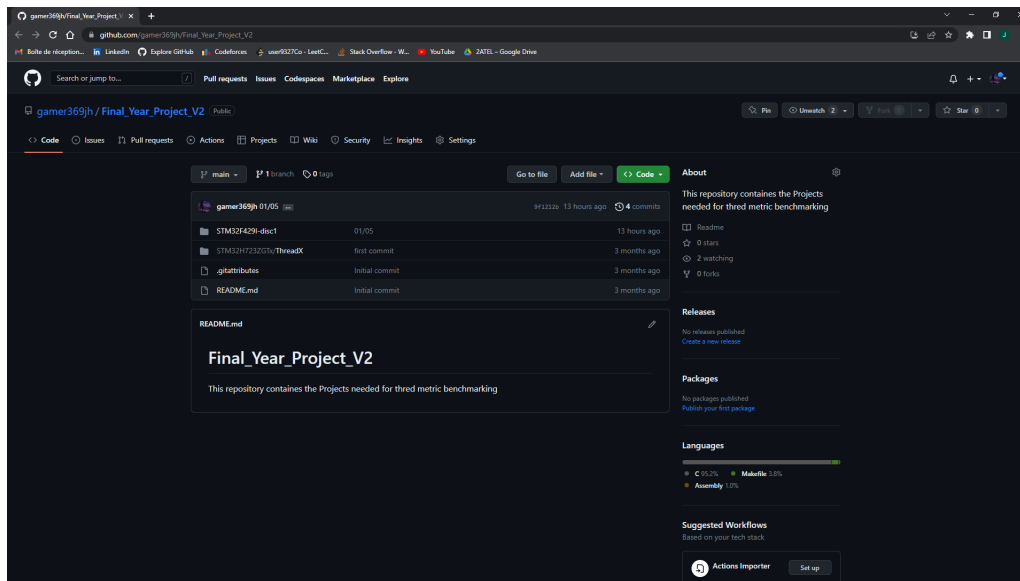 gamer369jh/Final_Year_Project_V
github.com/gamer369jh/Final_Year_Project_V2
Boîte de réception... LinkedIn Explore GitHub Codeforces user9327Co - LeetC... Stack Overflow - W... YouTube 2ATEL – Google Drive
Search or jump to... / Pull requests Issues Codespaces Marketplace Explore
gamer369jh / Final_Year_Project_V2 Public
Pin Unwatch 2 Fork 0 Star 0
Code Issues Pull requests Actions Projects Wiki Security Insights Settings
main 1 branch 0 tags Go to file Add file Code
gamer369jh 01/05 ... 9f1212b 13 hours ago 4 commits
STM32F429I-disc1 01/05 13 hours ago
STM32H723ZGTx/ThreadX first commit 3 months ago
.gitattributes Initial commit 3 months ago
README.md Initial commit 3 months ago
README.md
Final_Year_Project_V2
This repository containes the Projects needed for thred metric benchmarking
About
This repository containes the Projects
needed for thred metric benchmarking
Readme
0 stars
2 watching
0 forks
Releases
No releases published
Create a new release
Packages
No packages published
Publish your first package
Languages
C 95.2% Makefile 3.8%
Assembly 1.0%
Suggested Workflows
Based on your tech stack
Actions Importer Set up